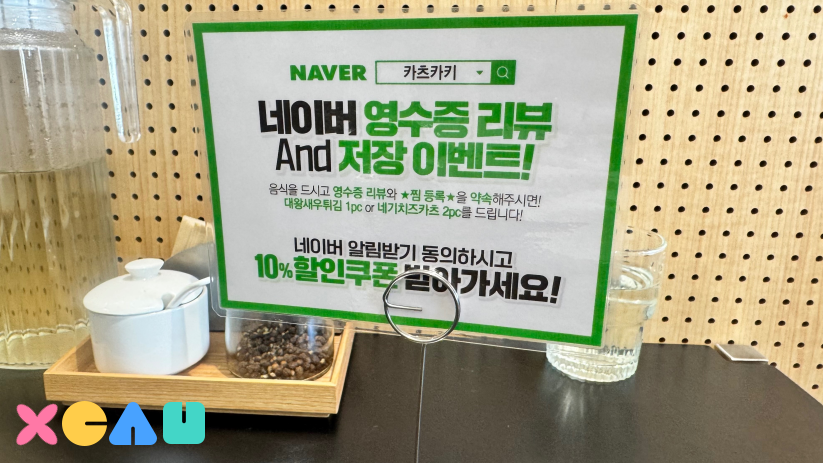 NAVER 카츠카키
네이버 영수증 리뷰
And 저장 이벤트!
음식을 드시고 영수증 리뷰와 ★찜 등록★을 약속해주시면!
대왕새우튀김 1pc or 네기치즈카츠 2pc를 드립니다!
네이버 알림받기 동의하시고
10%할인쿠폰 받아가세요!